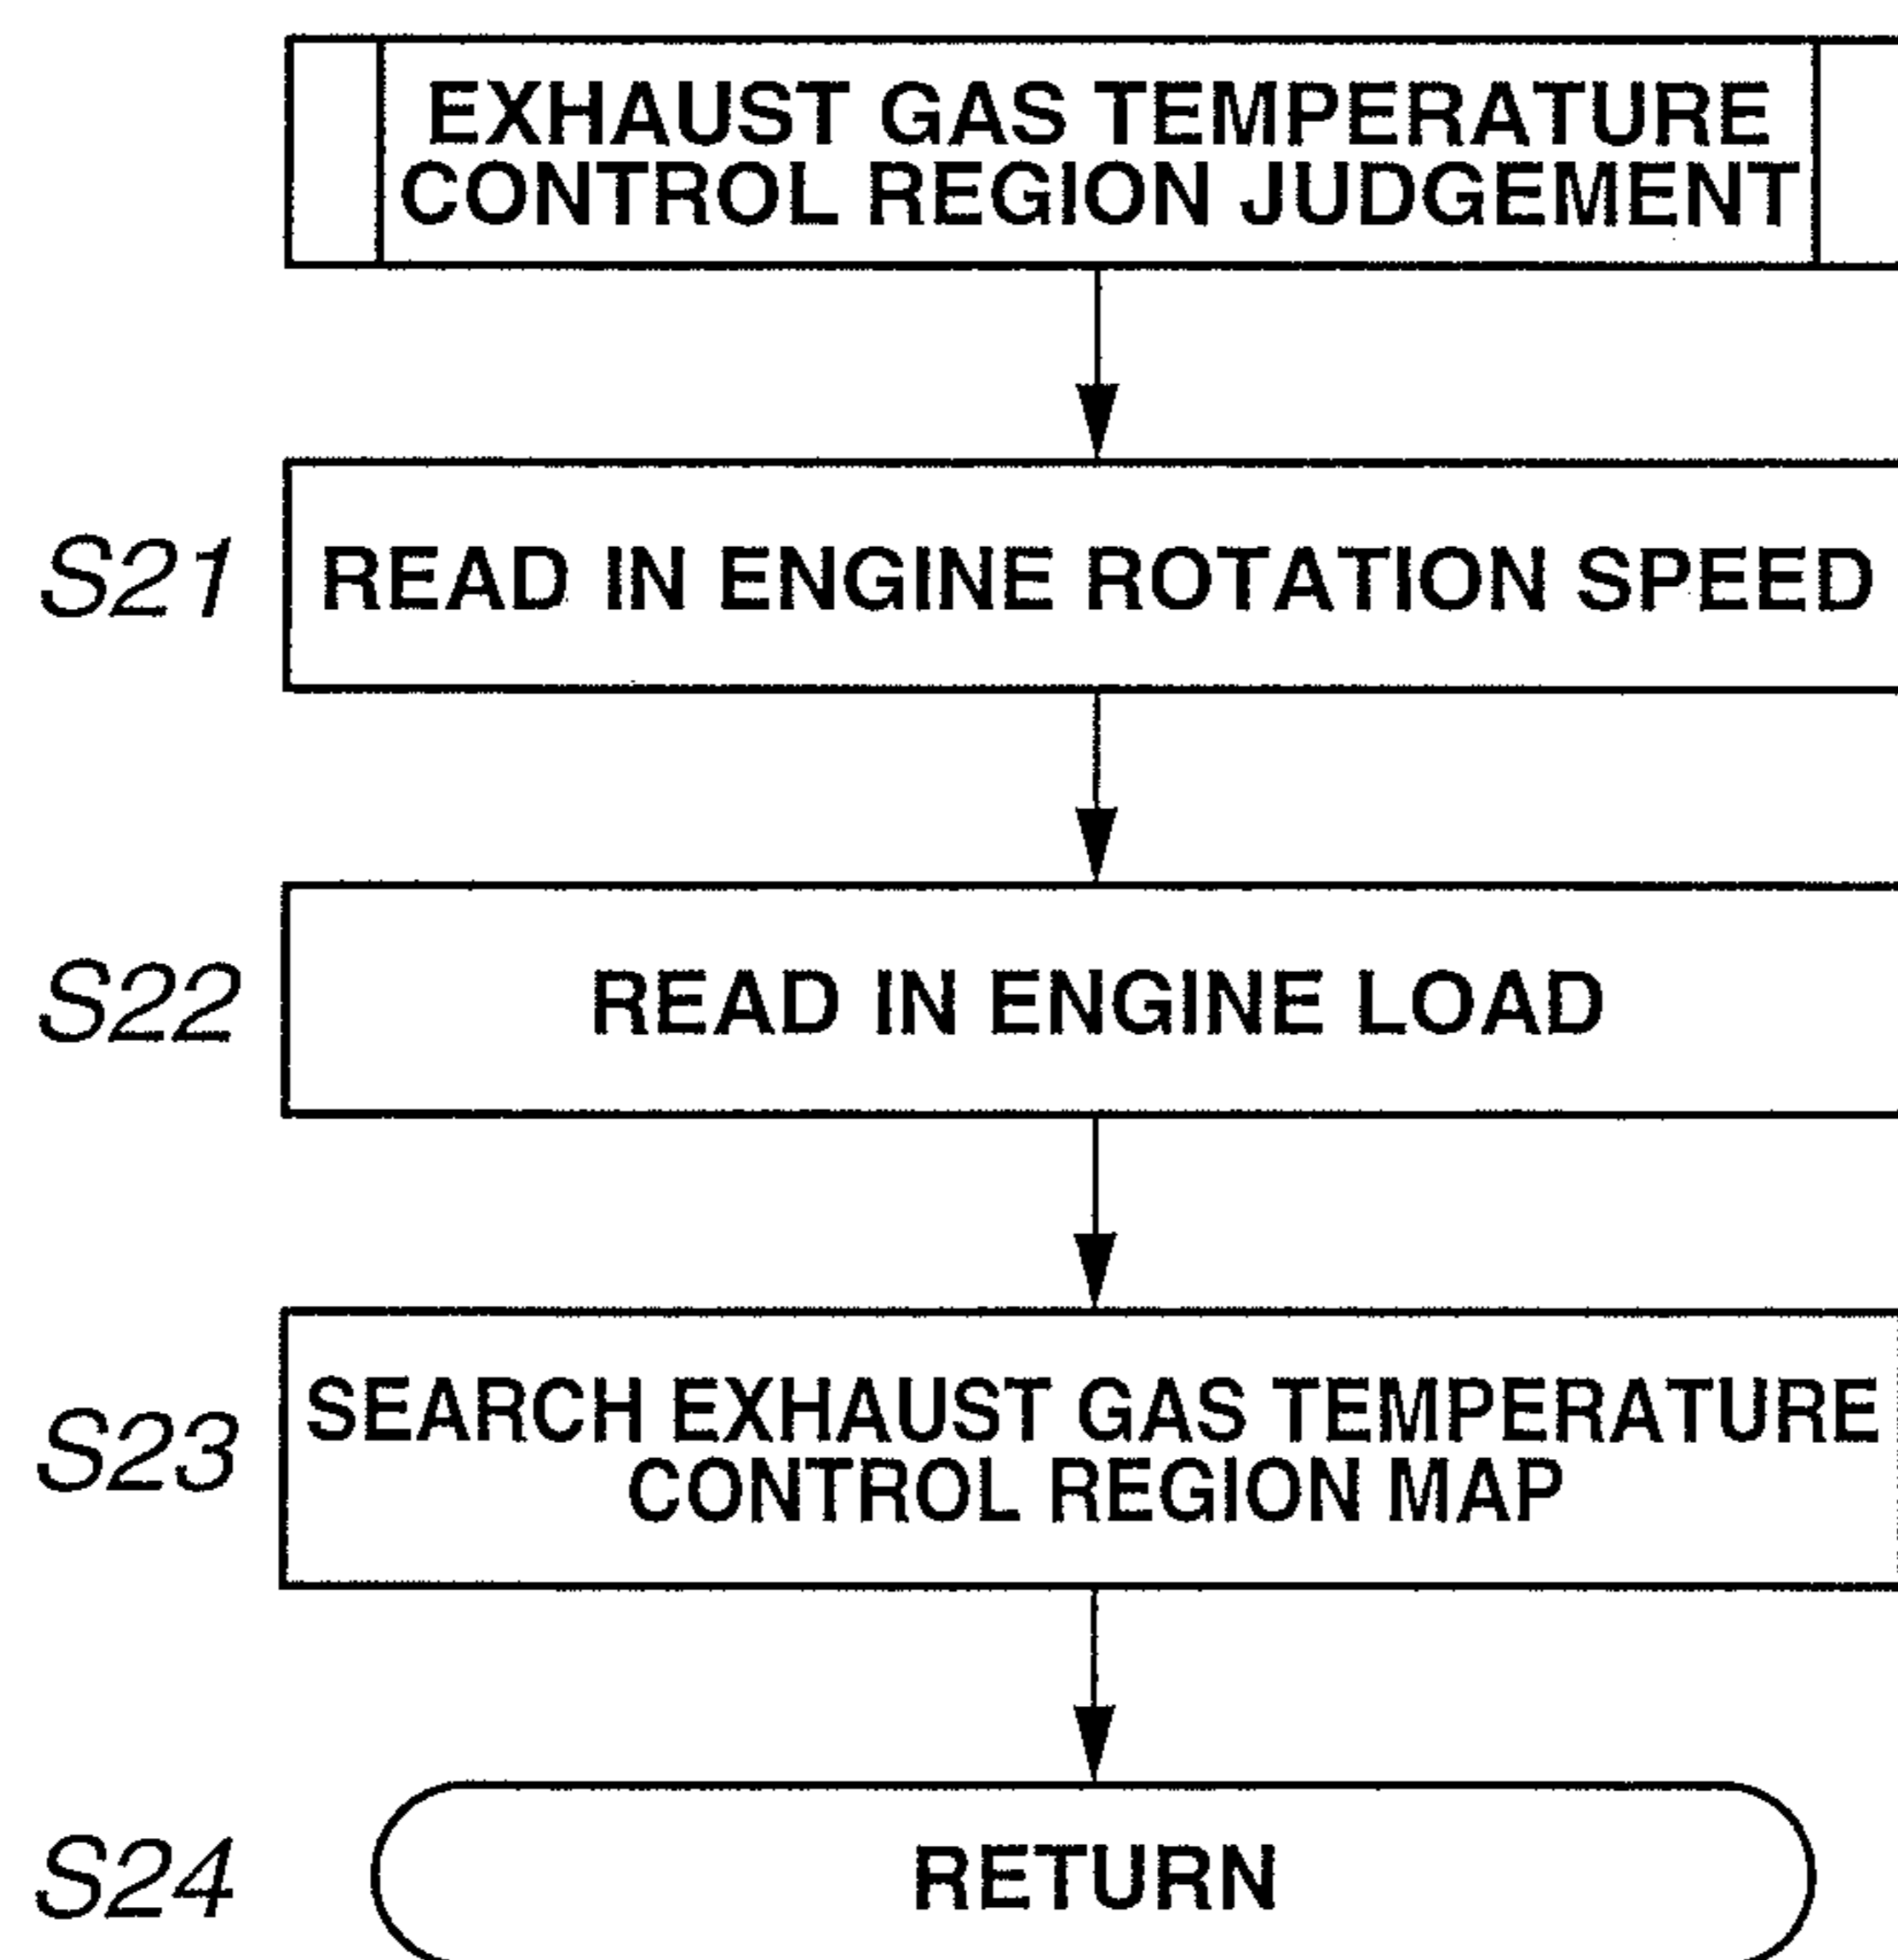 EXHAUST GAS TEMPERATURE
CONTROL REGION JUDGEMENT
S21
READ IN ENGINE ROTATION SPEED
S22
READ IN ENGINE LOAD
S23
SEARCH EXHAUST GAS TEMPERATURE
CONTROL REGION MAP
S24
RETURN